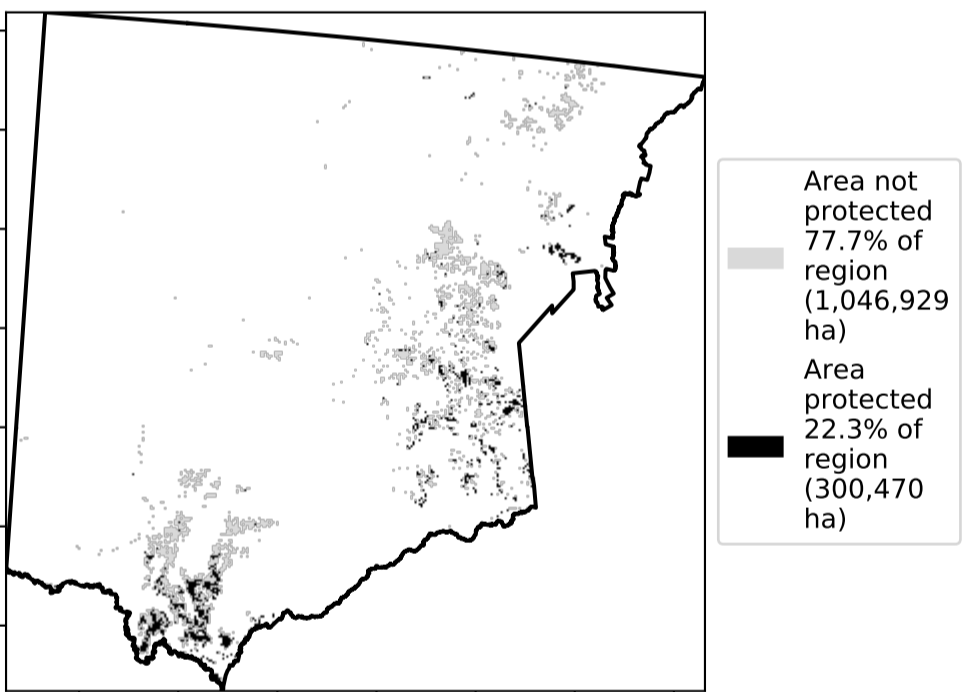 Area not
protected
77.7% of
region
(1,046,929
ha)
Area
protected
22.3% of
region
(300,470
ha)